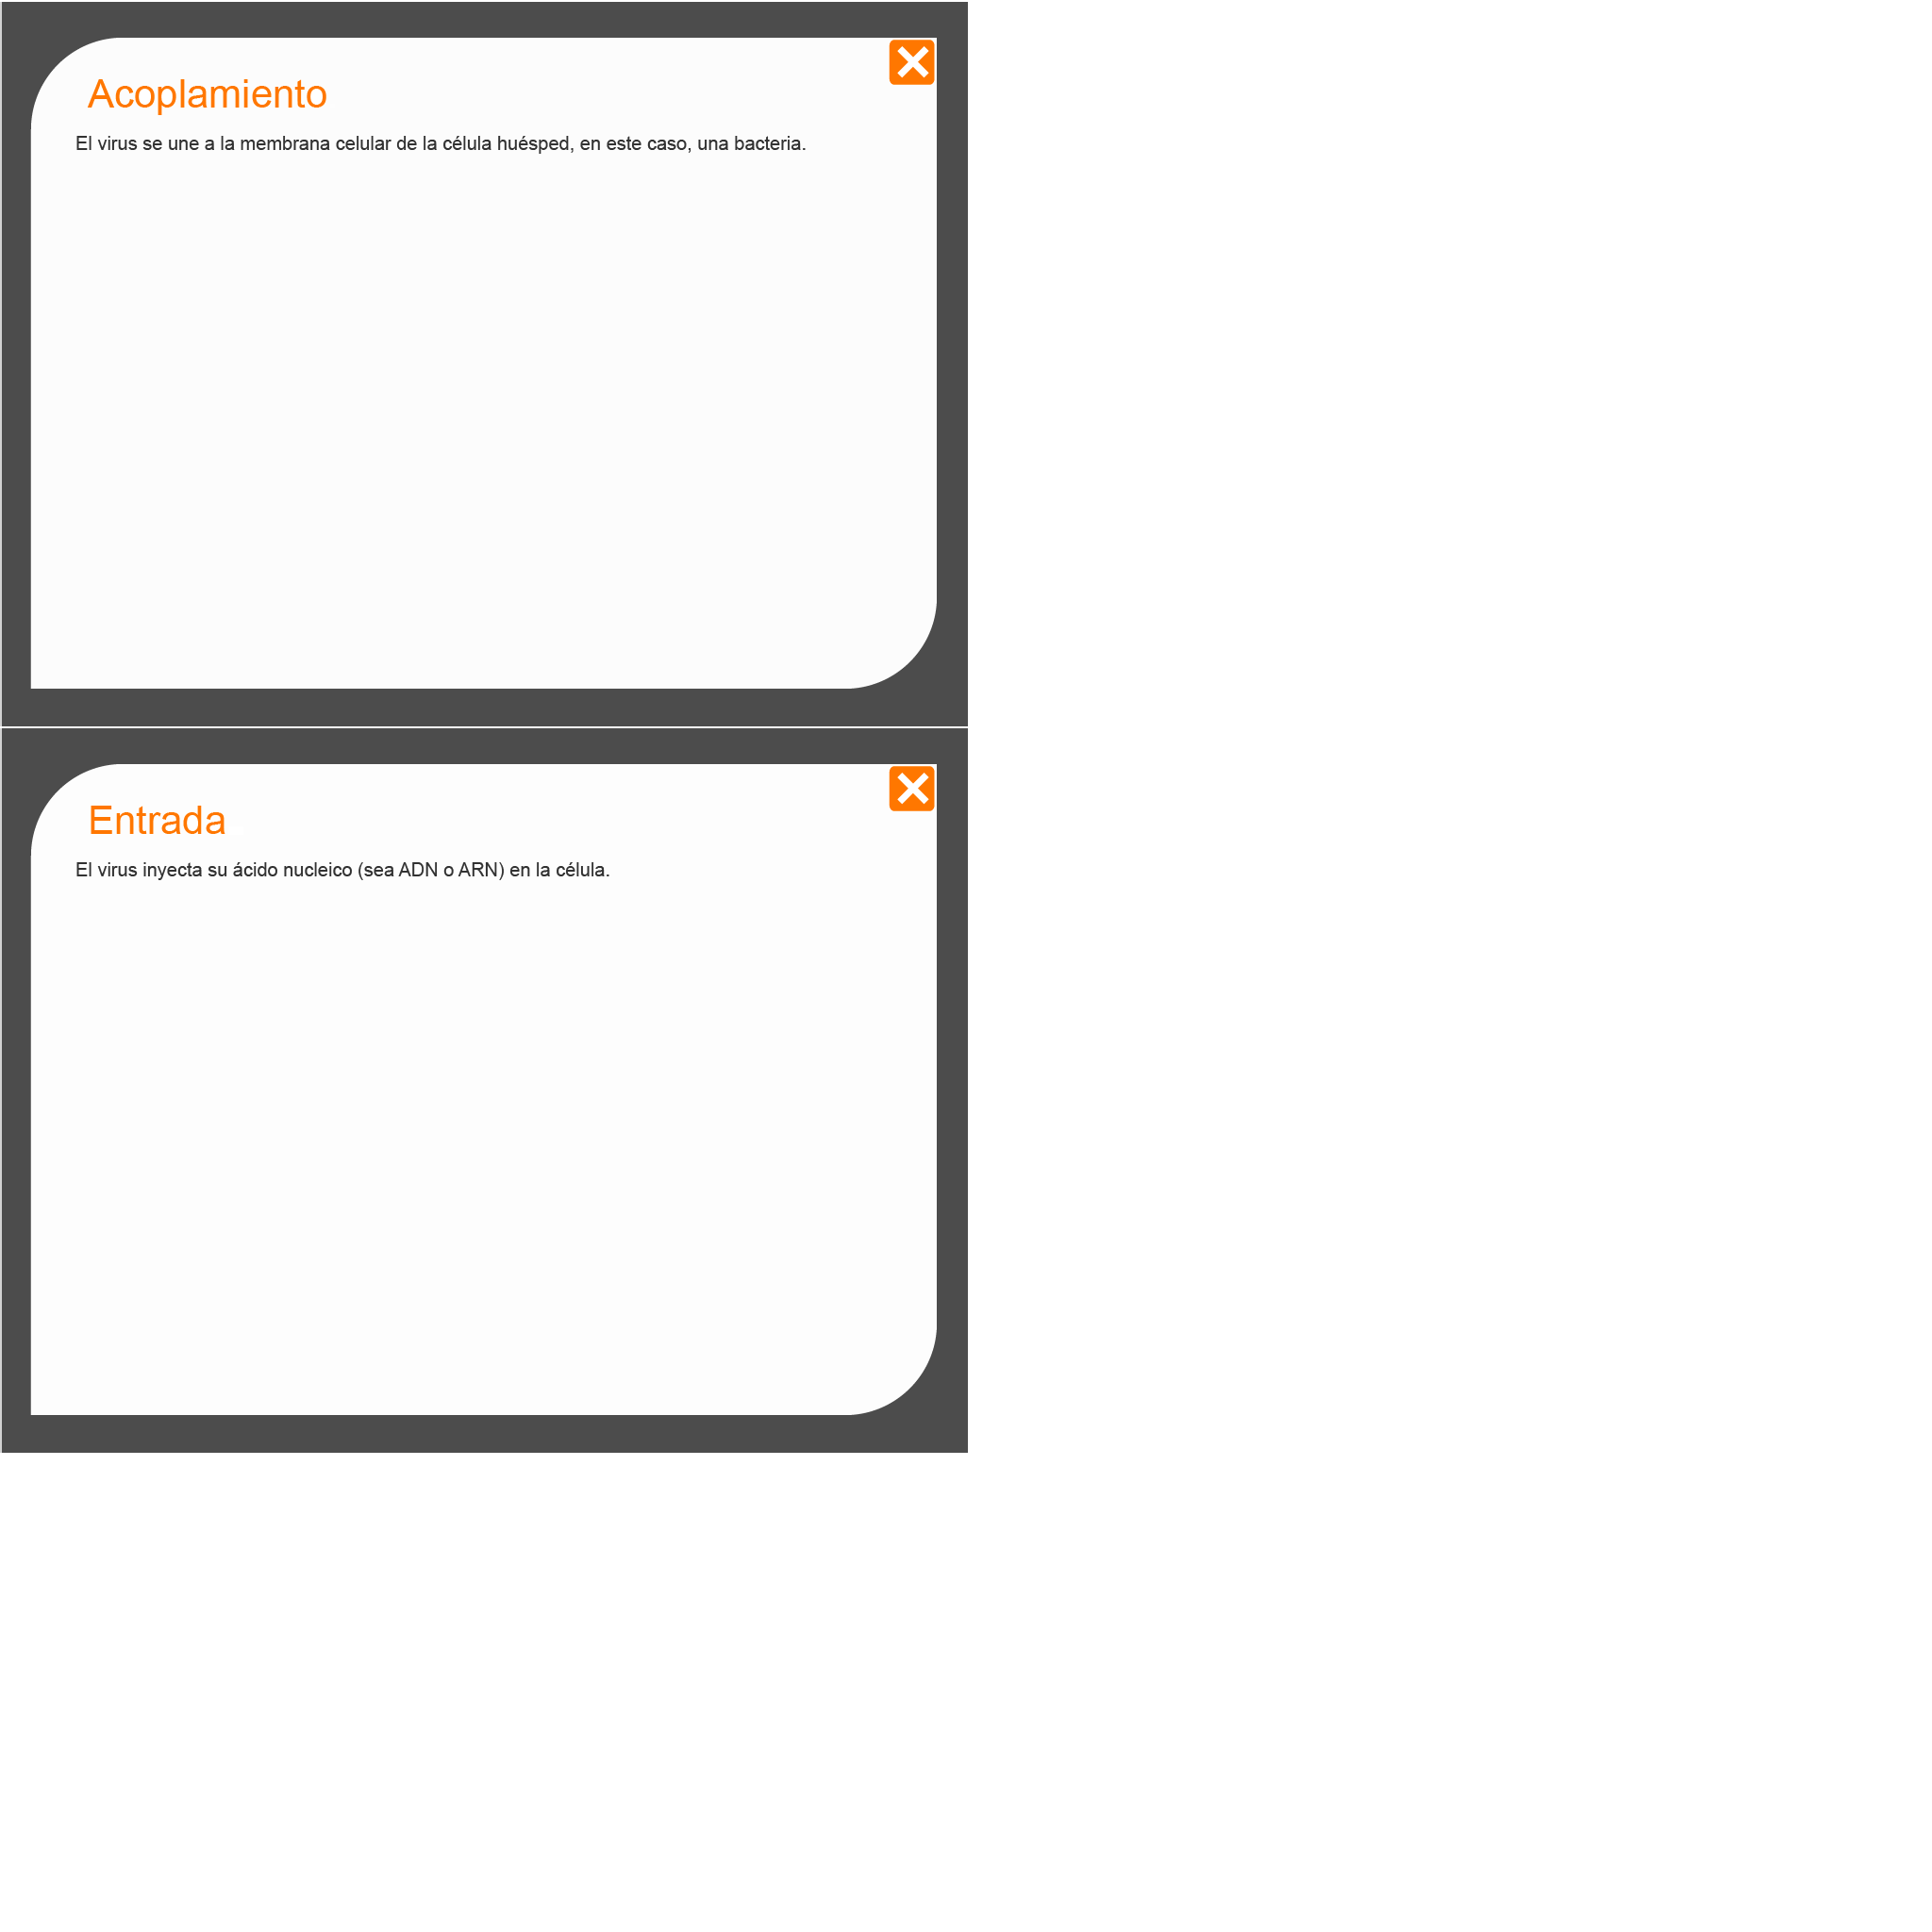 Acoplamiento
El virus se une a la membrana celular de la célula huésped, en este caso, una bacteria.
Entrada
El virus inyecta su ácido nucleico (sea ADN o ARN) en la célula.